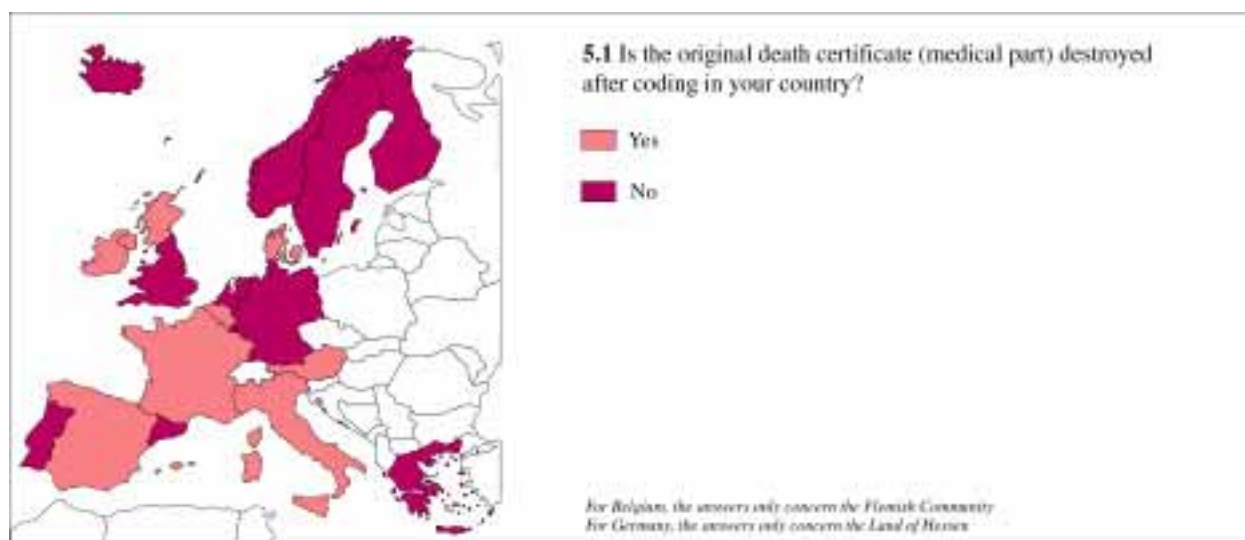 5.1 Is the original death certificate (medical part) destroyed
after coding in your country?
Yes
No
For Belgium, the answers only concern the Flemish Community
For Germany, the answers only concern the Land of Hessen